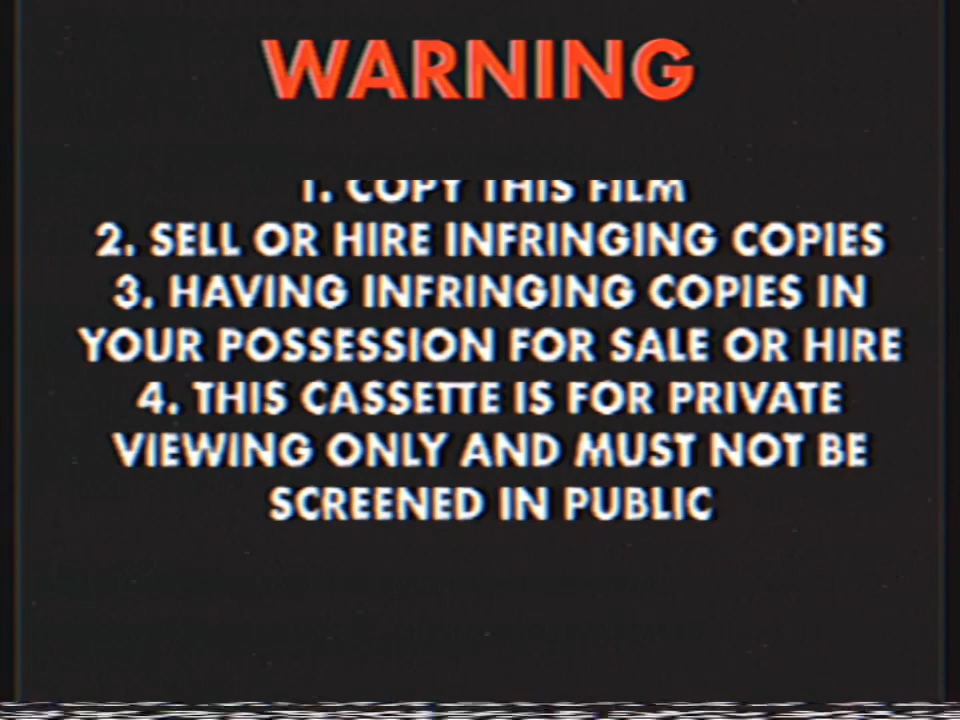 WARNING
1. COPY THIS FILM
2. SELL OR HIRE INFRINGING COPIES
3. HAVING INFRINGING COPIES IN
YOUR POSSESSION FOR SALE OR HIRE
4. THIS CASSETTE IS FOR PRIVATE
VIEWING ONLY AND MUST NOT BE
SCREENED IN PUBLIC